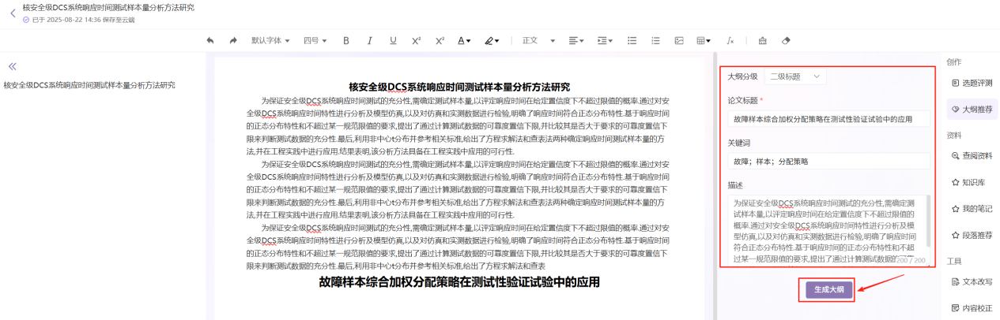 核安全级DCS系统响应时间测试样本量分析方法研究
已于 2025-08-22 14:36 保存至云端
默认字体
四号
B
I
U
X²
X²
A
正文
核安全级DCS系统响应时间测试样本量分析方法研究
核安全级DCS系统响应时间测试样本量分析方法研究
为保证安全级DCS系统响应时间测试的充分性,需确定测试样本量,以评定响应时间在给定置信度下不超过限值的概率.通过对安
全级DCS系统响应时间特性进行分析及模型仿真,以及对仿真和实测数据进行检验,明确了响应时间符合正态分布特性.基于响应时间
的正态分布特性和不超过某一规范限值的要求,提出了通过计算测试数据的可靠度置信下限,并比较其是否大于要求的可靠度置信下
限来判断测试数据的充分性.最后,利用非中心t分布并参考相关标准,给出了方程求解法和查表法两种确定响应时间测试样本量的方
法,并在工程实践中进行应用.结果表明,该分析方法具备在工程实践中应用的可行性.
为保证安全级DCS系统响应时间测试的充分性,需确定测试样本量,以评定响应时间在给定置信度下不超过限值的概率.通过对安
全级DCS系统响应时间特性进行分析及模型仿真,以及对仿真和实测数据进行检验,明确了响应时间符合正态分布特性.基于响应时间
的正态分布特性和不超过某一规范限值的要求,提出了通过计算测试数据的可靠度置信下限,并比较其是否大于要求的可靠度置信下
限来判断测试数据的充分性.最后,利用非中心t分布并参考相关标准,给出了方程求解法和查表法两种确定响应时间测试样本量的方
法,并在工程实践中进行应用.结果表明,该分析方法具备在工程实践中应用的可行性.
为保证安全级DCS系统响应时间测试的充分性,需确定测试样本量,以评定响应时间在给定置信度下不超过限值的概率.通过对安
全级DCS系统响应时间特性进行分析及模型仿真,以及对仿真和实测数据进行检验,明确了响应时间符合正态分布特性.基于响应时间
的正态分布特性和不超过某一规范限值的要求,提出了通过计算测试数据的可靠度置信下限,并比较其是否大于要求的可靠度置信下
限来判断测试数据的充分性.最后,利用非中心t分布并参考相关标准,给出了方程求解法和查表
故障样本综合加权分配策略在测试性验证试验中的应用
大纲分级
二级标题
论文标题 *
故障样本综合加权分配策略在测试性验证试验中的应用
关键词
故障；样本；分配策略
描述
为保证安全级DCS系统响应时间测试的充分性,需确定测
试样本量,以评定响应时间在给定置信度下不超过限值的
概率.通过对安全级DCS系统响应时间特性进行分析及模
型仿真,以及对仿真和实测数据进行检验,明确了响应时间
符合正态分布特性.基于响应时间的正态分布特性和不超
过某一规范限值的要求,提出了通过计算测试数据的
200 / 200
生成大纲
创作
选题评测
大纲推荐
资料
查阅资料
知识库
我的笔记
段落推荐
工具
文本改写
内容校正